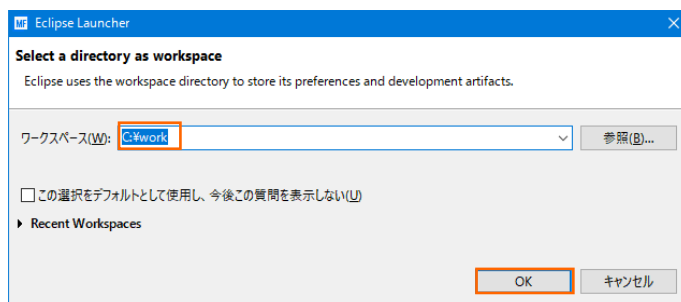 MF Eclipse Launcher
Select a directory as workspace
Eclipse uses the workspace directory to store its preferences and development artifacts.
ワークスペース(W): C:¥work 参照(B)...
この選択をデフォルトとして使用し、今後この質問を表示しない(U)
Recent Workspaces
OK キャンセル